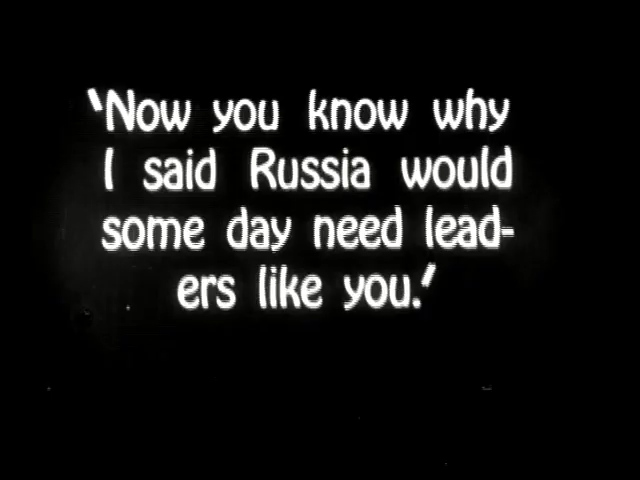 'Now you know why
I said Russia would
some day need lead-
ers like you.'